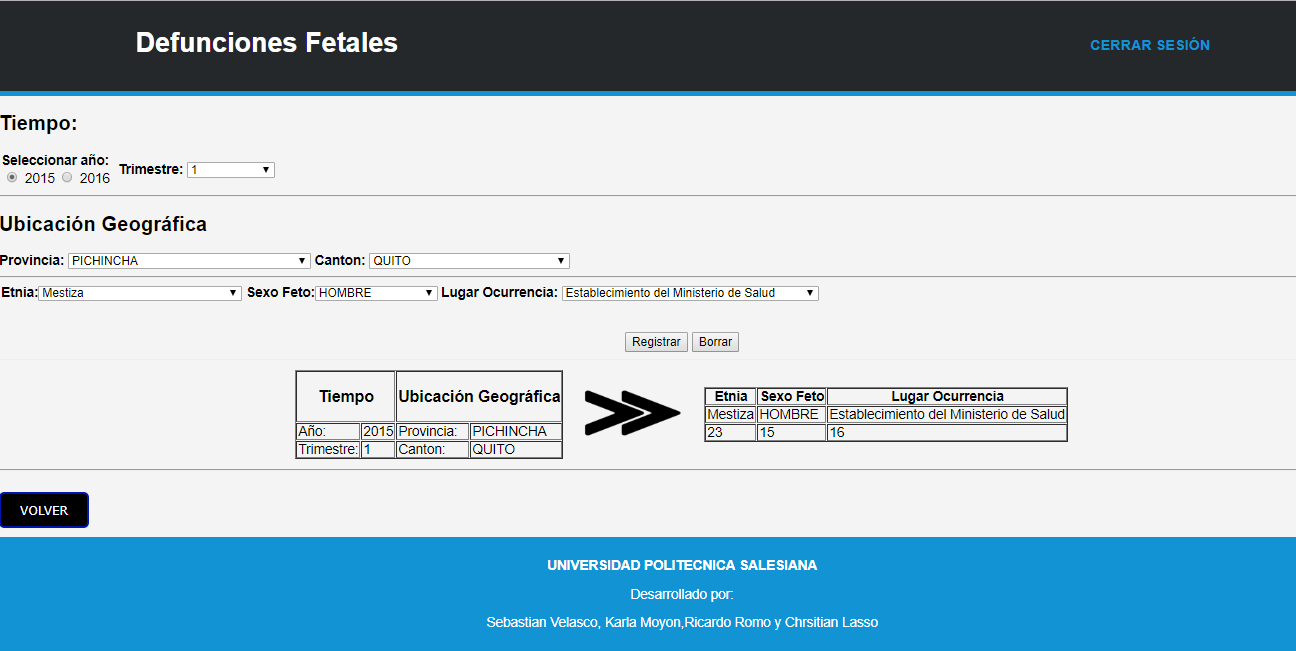 Defunciones Fetales
CERRAR SESIÓN
Tiempo:
Seleccionar año:
2015 2016
Trimestre: 1
Ubicación Geográfica
Provincia: PICHINCHA Canton: QUITO
Etnia: Mestiza Sexo Feto: HOMBRE Lugar Ocurrencia: Establecimiento del Ministerio de Salud
Registrar Borrar
Tiempo Ubicación Geográfica
Año: 2015 Provincia: PICHINCHA
Trimestre: 1 Canton: QUITO
Etnia Sexo Feto Lugar Ocurrencia
Mestiza HOMBRE Establecimiento del Ministerio de Salud
23 15 16
VOLVER
UNIVERSIDAD POLITECNICA SALESIANA
Desarrollado por:
Sebastian Velasco, Karla Moyon,Ricardo Romo y Chrsitian Lasso